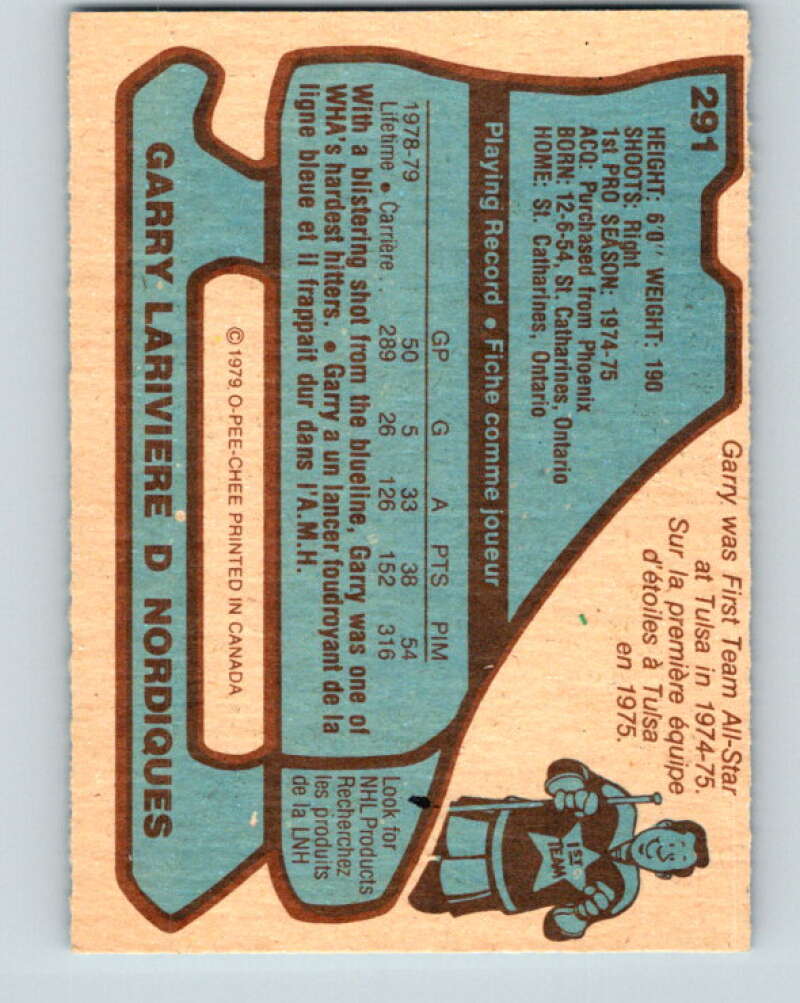 291
HEIGHT: 6'0" WEIGHT: 190
SHOOTS: Right
1st PRO SEASON: 1974-75
ACQ: Purchased from Phoenix
BORN: 12-6-54, St. Catharines, Ontario
HOME: St. Catharines, Ontario
Garry was First Team All-Star
at Tulsa in 1974-75.
Sur la première équipe
d'étoiles à Tulsa
en 1975.
1ST
TEAM
Playing Record • Fiche comme joueur
GP G A PTS PIM
1978-79 50 5 33 38 54
Lifetime • Carrière . . 289 26 126 152 316
With a blistering shot from the blueline, Garry was one of
WHA's hardest hitters. • Garry a un lancer foudroyant de la
ligne bleue et il frappait dur dans l'A.M.H.
Look for
NHL Products
Recherchez
les produits
de la LNH
© 1979 O-PEE-CHEE PRINTED IN CANADA
GARRY LARIVIERE D NORDIQUES